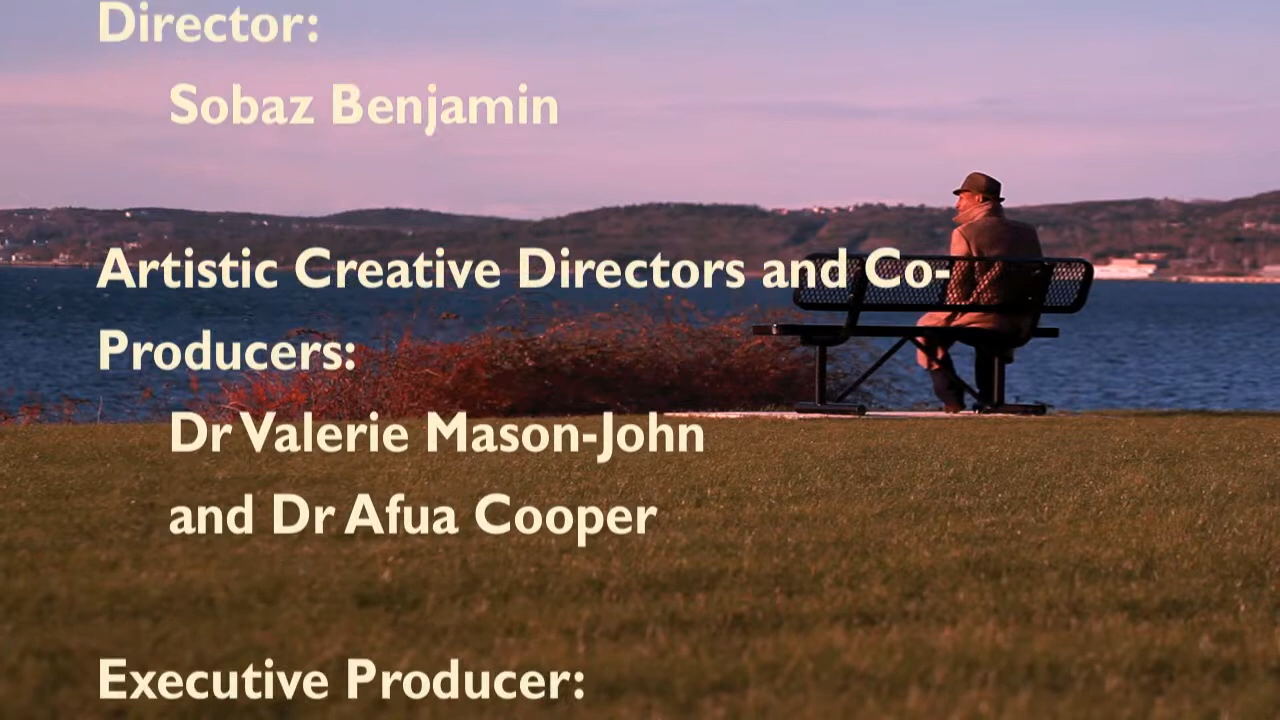 Director:
Sobaz Benjamin
Artistic Creative Directors and Co-
Producers:
Dr Valerie Mason-John
and Dr Afua Cooper
Executive Producer: